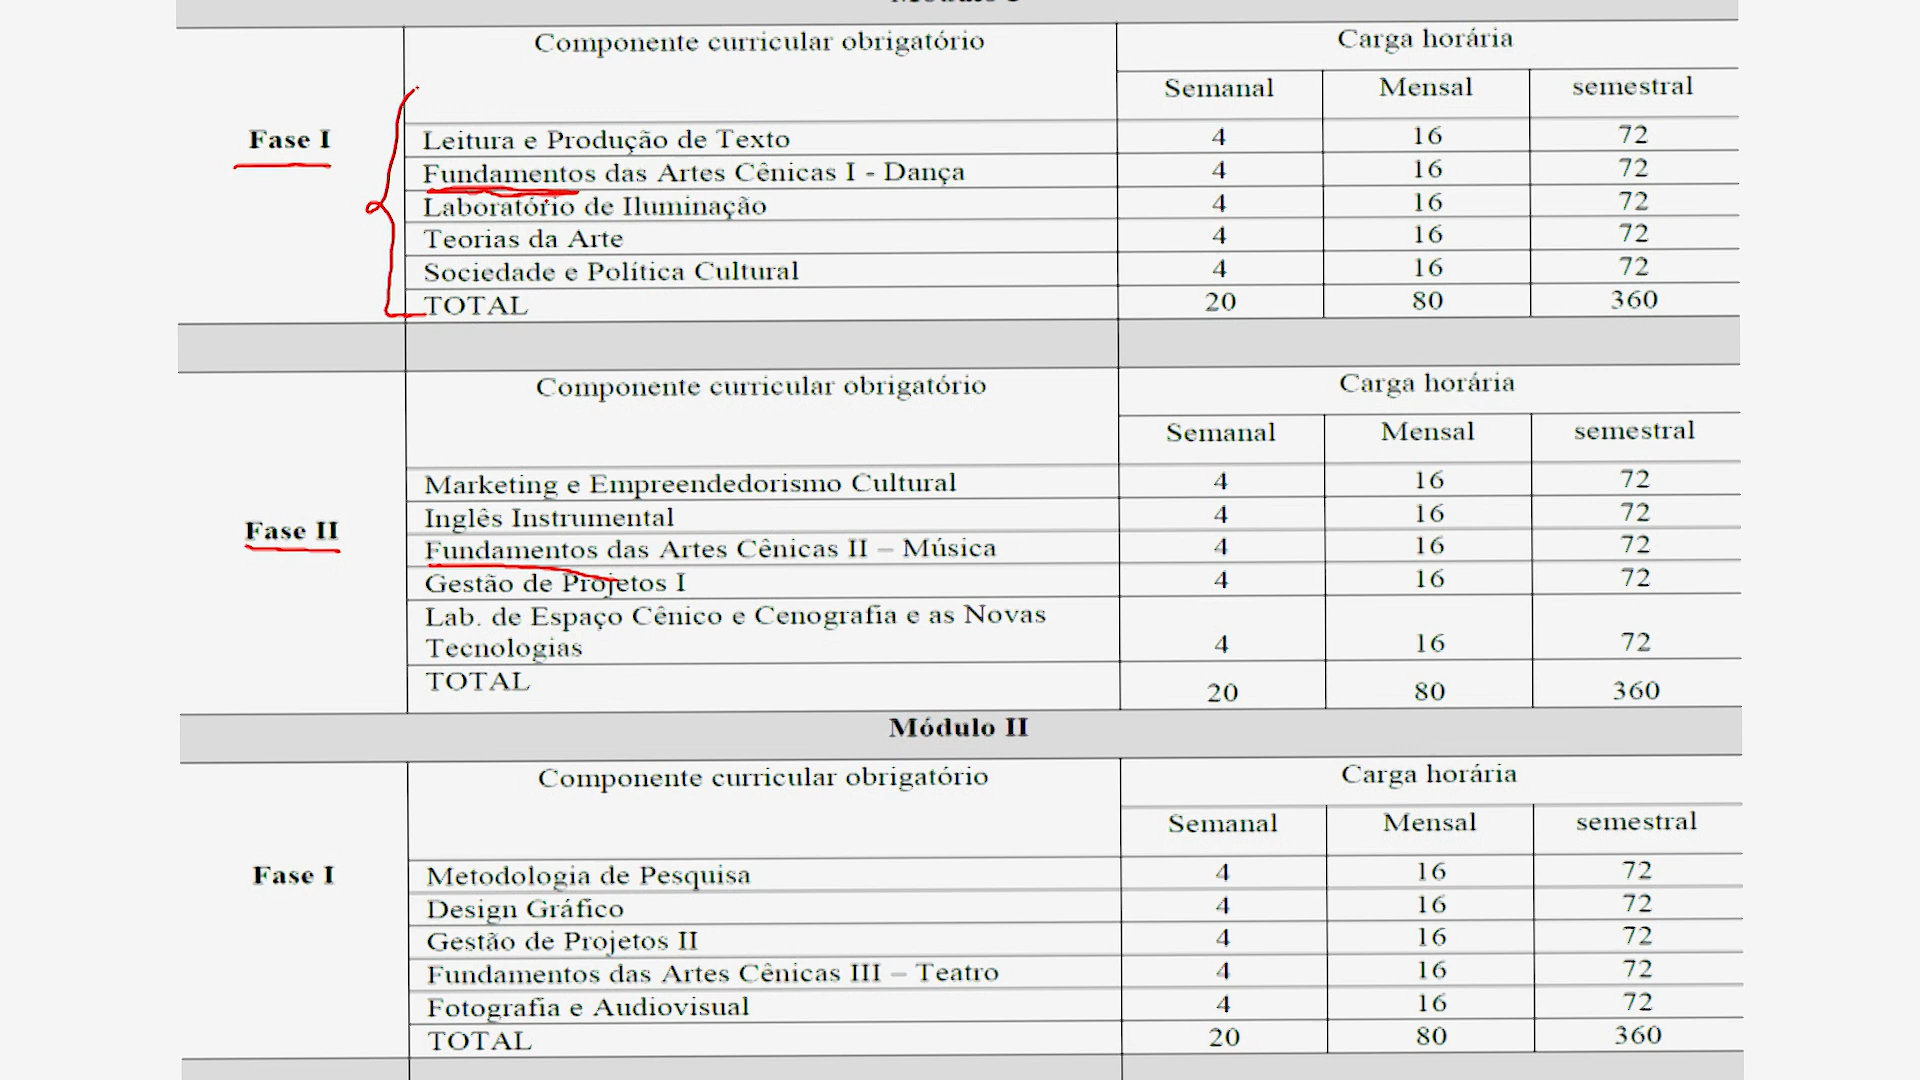 Componente curricular obrigatório
Carga horária
Semanal Mensal semestral
Fase I
Leitura e Produção de Texto 4 16 72
Fundamentos das Artes Cênicas I - Dança 4 16 72
Laboratório de Iluminação 4 16 72
Teorias da Arte 4 16 72
Sociedade e Política Cultural 4 16 72
TOTAL 20 80 360
Componente curricular obrigatório
Carga horária
Semanal Mensal semestral
Marketing e Empreendedorismo Cultural 4 16 72
Fase II
Inglês Instrumental 4 16 72
Fundamentos das Artes Cênicas II – Música 4 16 72
Gestão de Projetos I 4 16 72
Lab. de Espaço Cênico e Cenografia e as Novas
Tecnologias 4 16 72
TOTAL 20 80 360
Módulo II
Componente curricular obrigatório
Carga horária
Semanal Mensal semestral
Fase I
Metodologia de Pesquisa 4 16 72
Design Gráfico 4 16 72
Gestão de Projetos II 4 16 72
Fundamentos das Artes Cênicas III – Teatro 4 16 72
Fotografia e Audiovisual 4 16 72
TOTAL 20 80 360